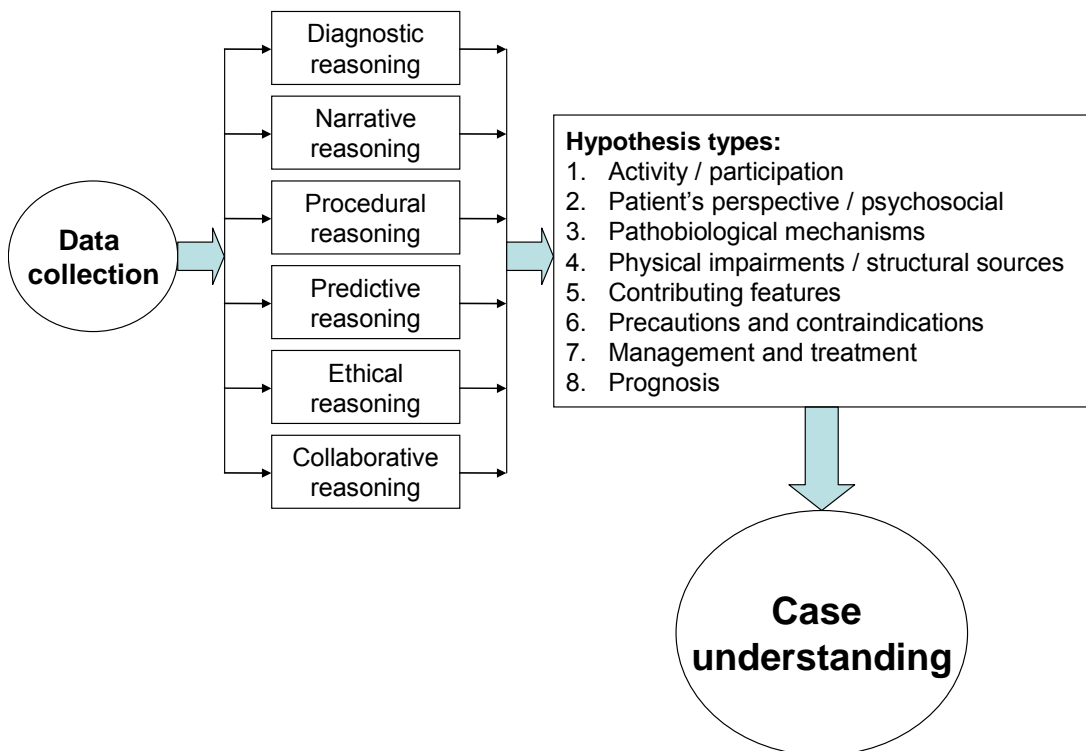 Data
collection
Diagnostic
reasoning
Narrative
reasoning
Procedural
reasoning
Predictive
reasoning
Ethical
reasoning
Collaborative
reasoning
Hypothesis types:
1. Activity / participation
2. Patient's perspective / psychosocial
3. Pathobiological mechanisms
4. Physical impairments / structural sources
5. Contributing features
6. Precautions and contraindications
7. Management and treatment
8. Prognosis
Case
understanding